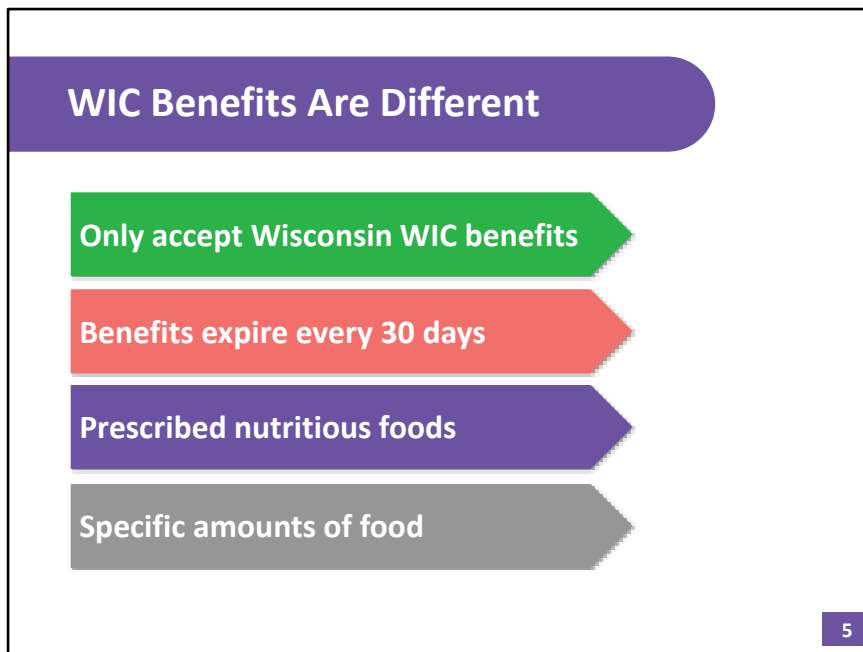 WIC Benefits Are Different
Only accept Wisconsin WIC benefits
Benefits expire every 30 days
Prescribed nutritious foods
Specific amounts of food
5